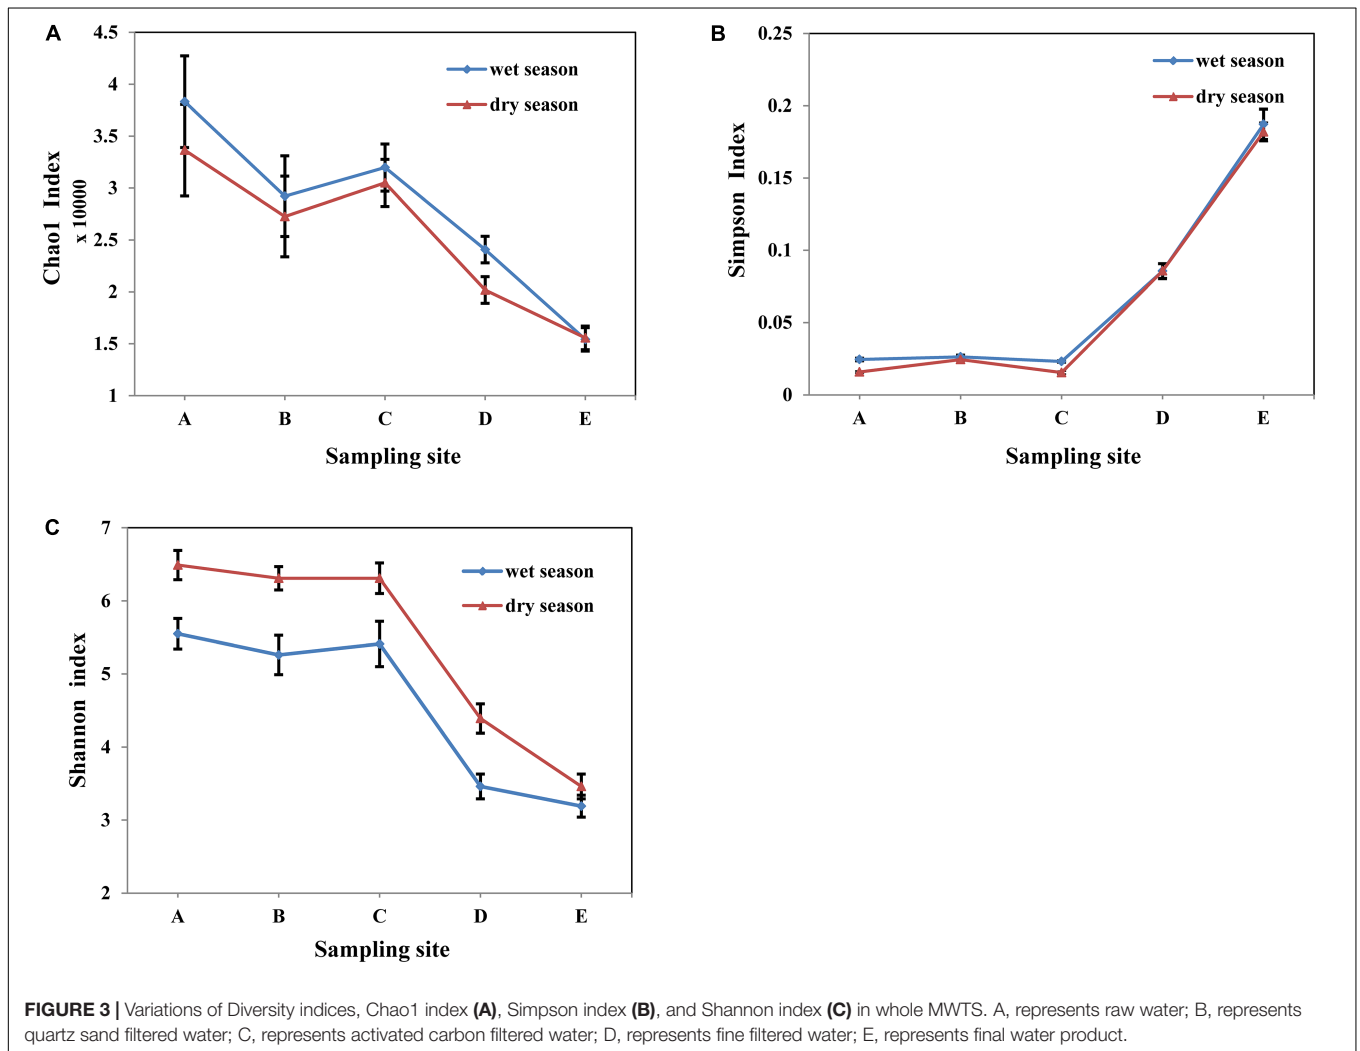 A
4.5
4
3.5
3
2.5
2
1.5
1
Chao1 Index
x 10000
wet season
dry season
A B C D E
Sampling site
B
0.25
0.2
0.15
0.1
0.05
0
Simpson Index
wet season
dry season
A B C D E
Sampling site
C
7
6
5
4
3
2
Shannon index
wet season
dry season
A B C D E
Sampling site
FIGURE 3 | Variations of Diversity indices, Chao1 index (A), Simpson index (B), and Shannon index (C) in whole MWTS. A, represents raw water; B, represents
quartz sand filtered water; C, represents activated carbon filtered water; D, represents fine filtered water; E, represents final water product.